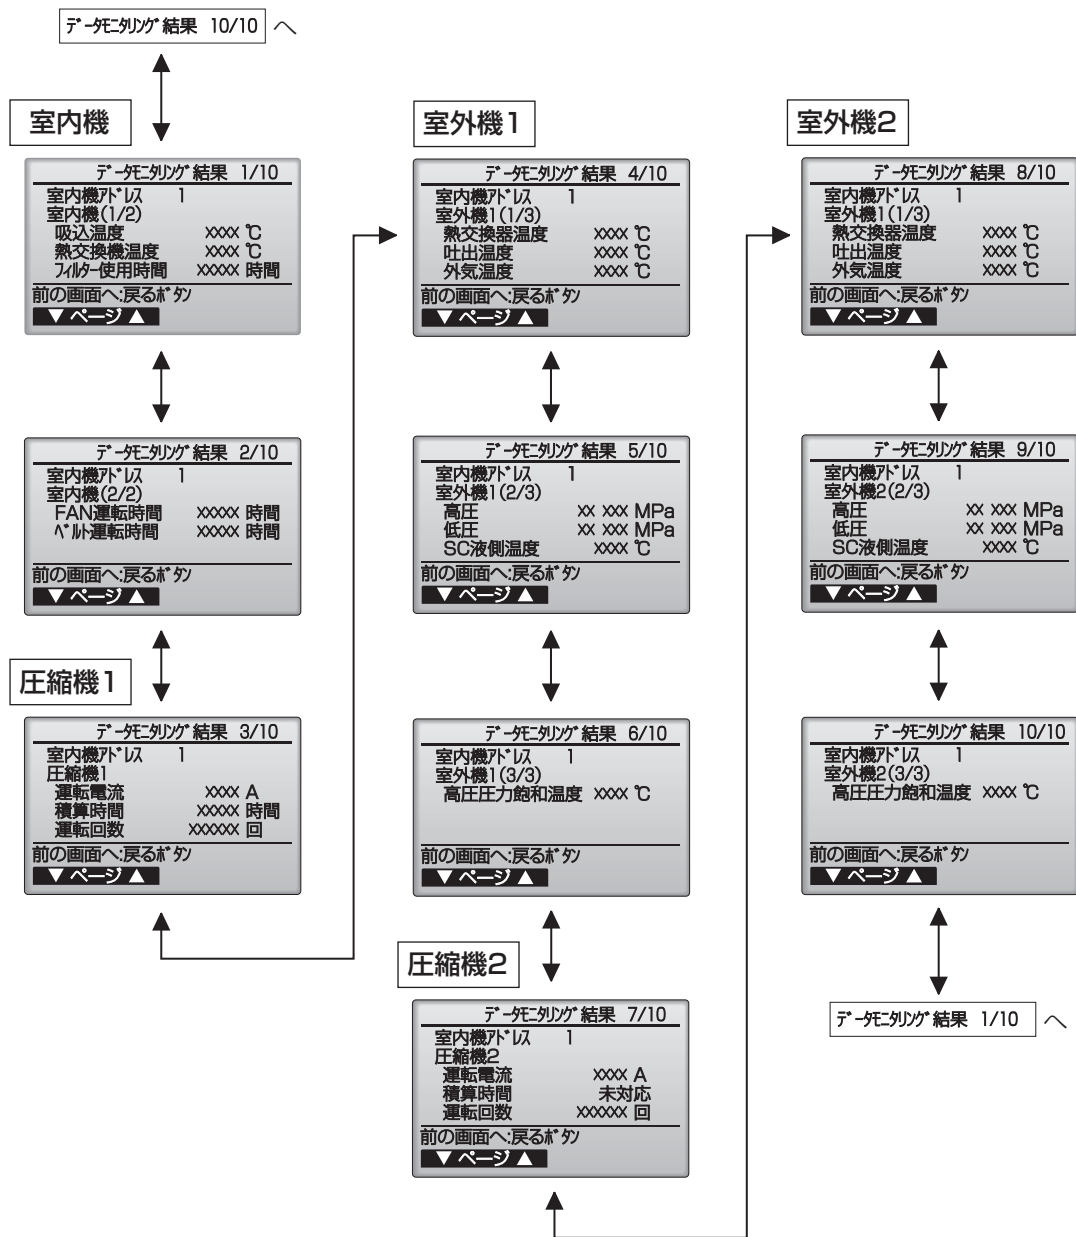 データモニタリング結果 10/10 へ
室内機
データモニタリング結果 1/10
室内機アドレス 1
室内機(1/2)
吸込温度 xxxx ℃
熱交換機温度 xxxx ℃
フィルター使用時間 xxxxx 時間
前の画面へ:戻るボタン
▼ ページ ▲
データモニタリング結果 2/10
室内機アドレス 1
室内機(2/2)
FAN運転時間 xxxxx 時間
ベルト運転時間 xxxxx 時間
前の画面へ:戻るボタン
▼ ページ ▲
圧縮機1
データモニタリング結果 3/10
室内機アドレス 1
圧縮機1
運転電流 xxxx A
積算時間 xxxxx 時間
運転回数 xxxxxx 回
前の画面へ:戻るボタン
▼ ページ ▲
室外機1
データモニタリング結果 4/10
室内機アドレス 1
室外機1(1/3)
熱交換器温度 xxxx ℃
吐出温度 xxxx ℃
外気温度 xxxx ℃
前の画面へ:戻るボタン
▼ ページ ▲
データモニタリング結果 5/10
室内機アドレス 1
室外機1(2/3)
高圧 xx xxx MPa
低圧 xx xxx MPa
SC液側温度 xxxx ℃
前の画面へ:戻るボタン
▼ ページ ▲
データモニタリング結果 6/10
室内機アドレス 1
室外機1(3/3)
高圧圧力飽和温度 xxxx ℃
前の画面へ:戻るボタン
▼ ページ ▲
圧縮機2
データモニタリング結果 7/10
室内機アドレス 1
圧縮機2
運転電流 xxxx A
積算時間 未対応
運転回数 xxxxxx 回
前の画面へ:戻るボタン
▼ ページ ▲
室外機2
データモニタリング結果 8/10
室内機アドレス 1
室外機1(1/3)
熱交換器温度 xxxx ℃
吐出温度 xxxx ℃
外気温度 xxxx ℃
前の画面へ:戻るボタン
▼ ページ ▲
データモニタリング結果 9/10
室内機アドレス 1
室外機2(2/3)
高圧 xx xxx MPa
低圧 xx xxx MPa
SC液側温度 xxxx ℃
前の画面へ:戻るボタン
▼ ページ ▲
データモニタリング結果 10/10
室内機アドレス 1
室外機2(3/3)
高圧圧力飽和温度 xxxx ℃
前の画面へ:戻るボタン
▼ ページ ▲
データモニタリング結果 1/10 へ